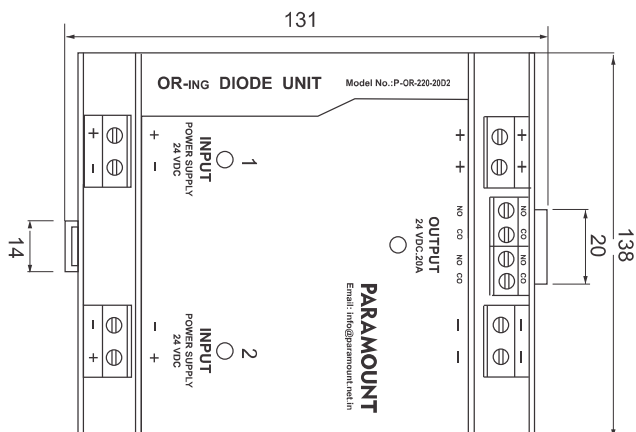 131
OR-ING DIODE UNIT Model No.:P-OR-220-20D2
+ + + +
- - + +
INPUT 1
POWER SUPPLY
24 VDC
NO NO
CO CO
NO NO
CO CO
OUTPUT
24 VDC.20A
14
20
138
PARAMOUNT
Email: info@paramount.net.in
- - - -
+ + - -
INPUT 2
POWER SUPPLY
24 VDC